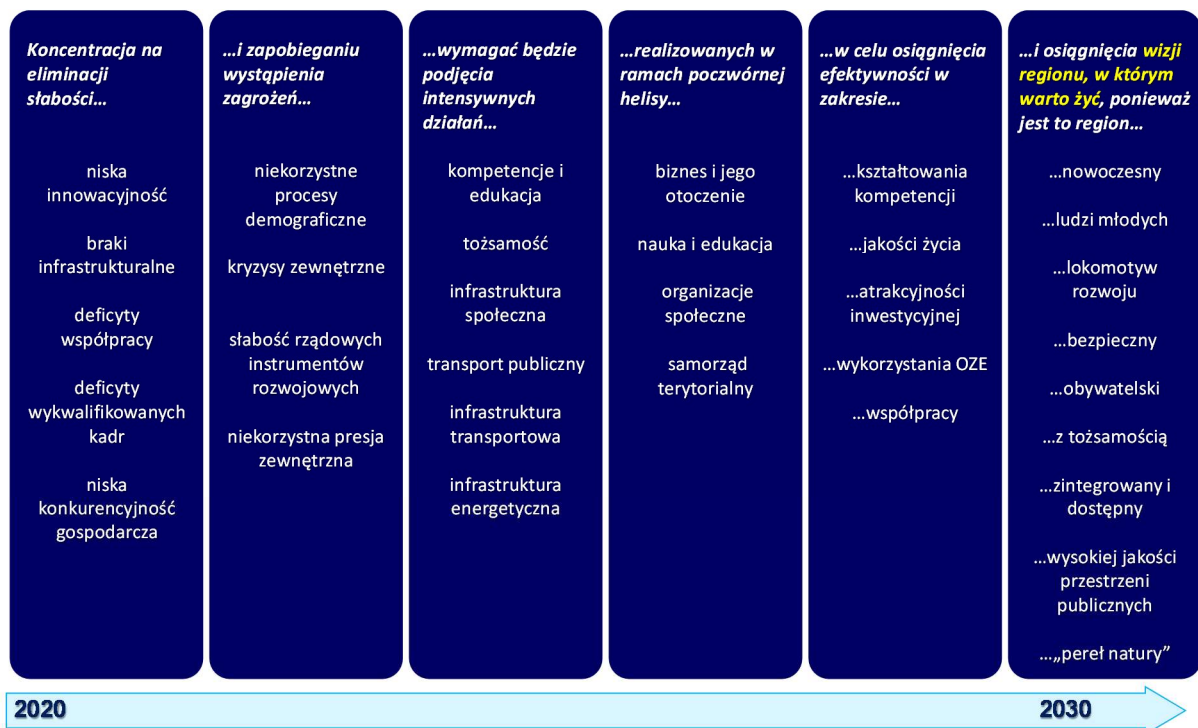 Koncentracja na
eliminacji
słabości…
niska
innowacyjność
braki
infrastrukturalne
deficyty
współpracy
deficyty
wykwalifikowanych
kadr
niska
konkurencyjność
gospodarcza
…i zapobieganiu
wystąpienia
zagrożeń…
niekorzystne
procesy
demograficzne
kryzysy zewnętrzne
słabość rządowych
instrumentów
rozwojowych
niekorzystna presja
zewnętrzna
…wymagać będzie
podjęcia
intensywnych
działań…
kompetencje i
edukacja
tożsamość
infrastruktura
społeczna
transport publiczny
infrastruktura
transportowa
infrastruktura
energetyczna
…realizowanych w
ramach poczwórnej
helisy…
biznes i jego
otoczenie
nauka i edukacja
organizacje
społeczne
samorząd
terytorialny
…w celu osiągnięcia
efektywności w
zakresie…
…kształtowania
kompetencji
…jakości życia
…atrakcyjności
inwestycyjnej
…wykorzystania OZE
…współpracy
…i osiągnięcia wizji
regionu, w którym
warto żyć, ponieważ
jest to region…
…nowoczesny
…ludzi młodych
…lokomotyw
rozwoju
…bezpieczny
…obywatelski
…z tożsamością
…zintegrowany i
dostępny
…wysokiej jakości
przestrzeni
publicznych
…„pereł natury”
2020
2030